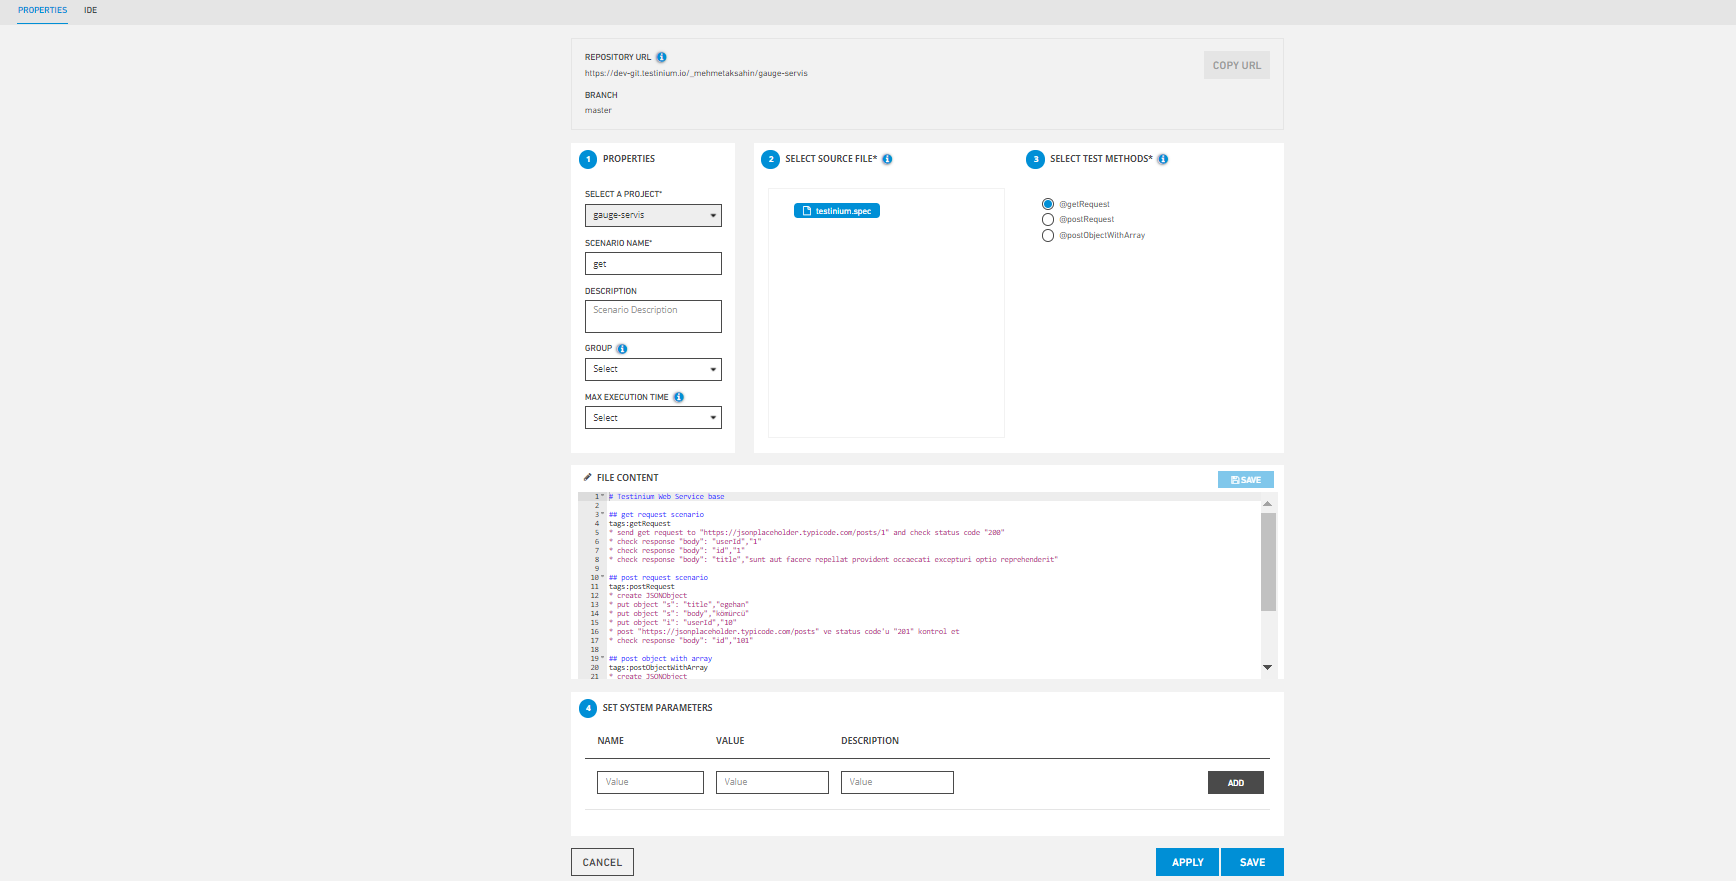 PROPERTIES IDE
REPOSITORY URL
https://dev-git.testinium.io/_mehmetaksahin/gauge-servis
COPY URL
BRANCH
master
1 PROPERTIES
SELECT A PROJECT*
gauge-servis
SCENARIO NAME*
get
DESCRIPTION
Scenario Description
GROUP
Select
MAX EXECUTION TIME
Select
2 SELECT SOURCE FILE*
testinium.spec
3 SELECT TEST METHODS*
@getRequest
@postRequest
@postObjectWithArray
FILE CONTENT
SAVE
1 # Testinium Web Service base
2
3 ## get request scenario
4 tags:getRequest
5 * send get request to "https://jsonplaceholder.typicode.com/posts/1" and check status code "200"
6 * check response "body": "userId","1"
7 * check response "body": "id","1"
8 * check response "body": "title","sunt aut facere repellat provident occaecati excepturi optio reprehenderit"
9
10 ## post request scenario
11 tags:postRequest
12 * create JSONObject
13 * put object "s": "title","egehan"
14 * put object "s": "body","kömürcü"
15 * put object "i": "userId","10"
16 * post "https://jsonplaceholder.typicode.com/posts" ve status code'u "201" kontrol et
17 * check response "body": "id","101"
18
19 ## post object with array
20 tags:postObjectWithArray
21 * create JSONObject
4 SET SYSTEM PARAMETERS
NAME VALUE DESCRIPTION
Value Value Value ADD
CANCEL APPLY SAVE